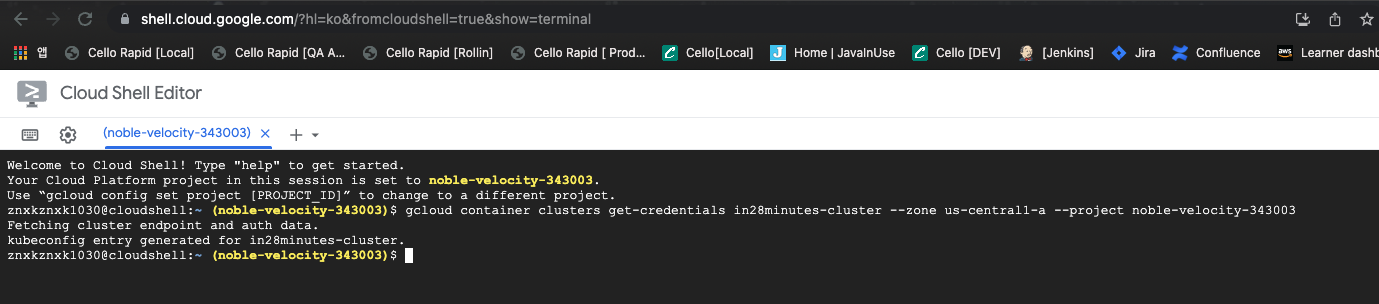 shell.cloud.google.com/?hl=ko&fromcloudshell=true&show=terminal
앱 Cello Rapid [Local] Cello Rapid [QA A... Cello Rapid [Rollin] Cello Rapid [ Prod... Cello[Local] Home | JavaInUse Cello [DEV] [Jenkins] Jira Confluence aws Learner dashb
Cloud Shell Editor
(noble-velocity-343003)
Welcome to Cloud Shell! Type "help" to get started.
Your Cloud Platform project in this session is set to noble-velocity-343003.
Use “gcloud config set project [PROJECT_ID]” to change to a different project.
znxkznxk1030@cloudshell:~ (noble-velocity-343003)$ gcloud container clusters get-credentials in28minutes-cluster --zone us-central1-a --project noble-velocity-343003
Fetching cluster endpoint and auth data.
kubeconfig entry generated for in28minutes-cluster.
znxkznxk1030@cloudshell:~ (noble-velocity-343003)$